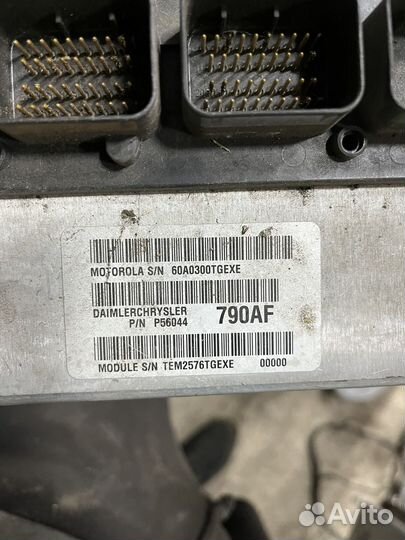 MOTOROLA S/N 60A0300TGEXE
DAIMLERCHRYSLER 790AF
P/N P56044
MODULE S/N TEM2576TGEXE 00000
Avito